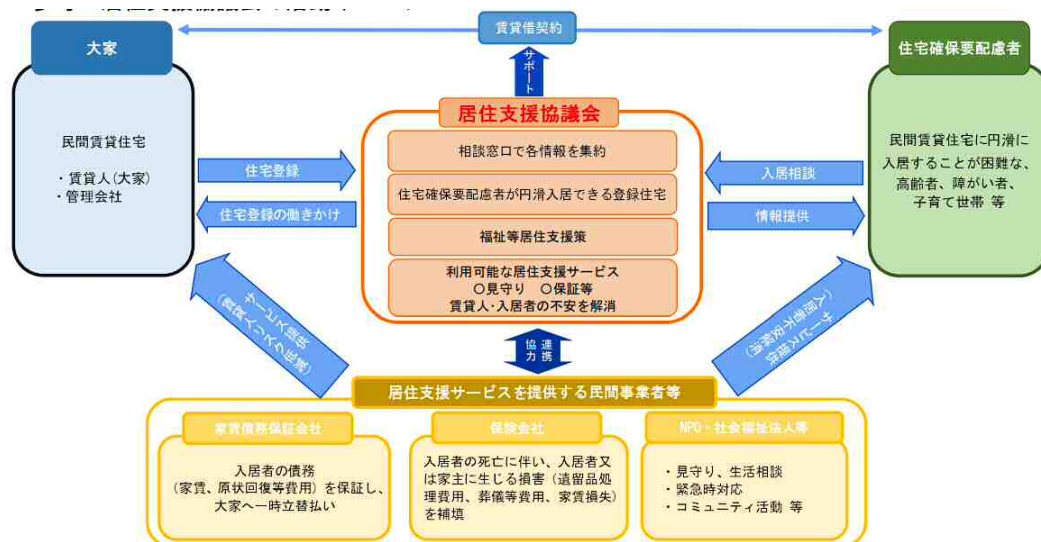 賃貸借契約
大家
住宅確保要配慮者
サポート
居住支援協議会
民間賃貸住宅
・賃貸人(大家)
・管理会社
相談窓口で各情報を集約
住宅確保要配慮者が円滑入居できる登録住宅
福祉等居住支援策
利用可能な居住支援サービス
○見守り ○保証等
賃貸人・入居者の不安を解消
住宅登録
住宅登録の働きかけ
入居相談
情報提供
民間賃貸住宅に円滑に
入居することが困難な、
高齢者、障がい者、
子育て世帯 等
サービス提供
(賃貸人リスク低減)
連携
協力
サービス提供
(入居者不安解消)
居住支援サービスを提供する民間事業者等
家賃債務保証会社
入居者の債務
(家賃、原状回復等費用)を保証し、
大家へ一時立替払い
保険会社
入居者の死亡に伴い、入居者又
は家主に生じる損害(遺留品処
理費用、葬儀等費用、家賃損失)
を補填
NPO・社会福祉法人等
・見守り、生活相談
・緊急時対応
・コミュニティ活動 等